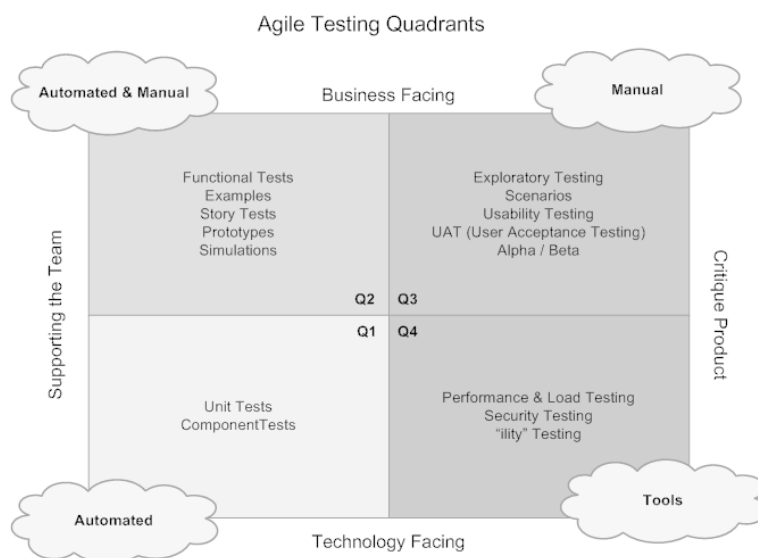 Agile Testing Quadrants
Automated & Manual
Business Facing
Manual
Functional Tests
Examples
Story Tests
Prototypes
Simulations
Exploratory Testing
Scenarios
Usability Testing
UAT (User Acceptance Testing)
Alpha / Beta
Supporting the Team
Critique Product
Q2
Q3
Q1
Q4
Unit Tests
ComponentTests
Performance & Load Testing
Security Testing
“ility” Testing
Automated
Technology Facing
Tools